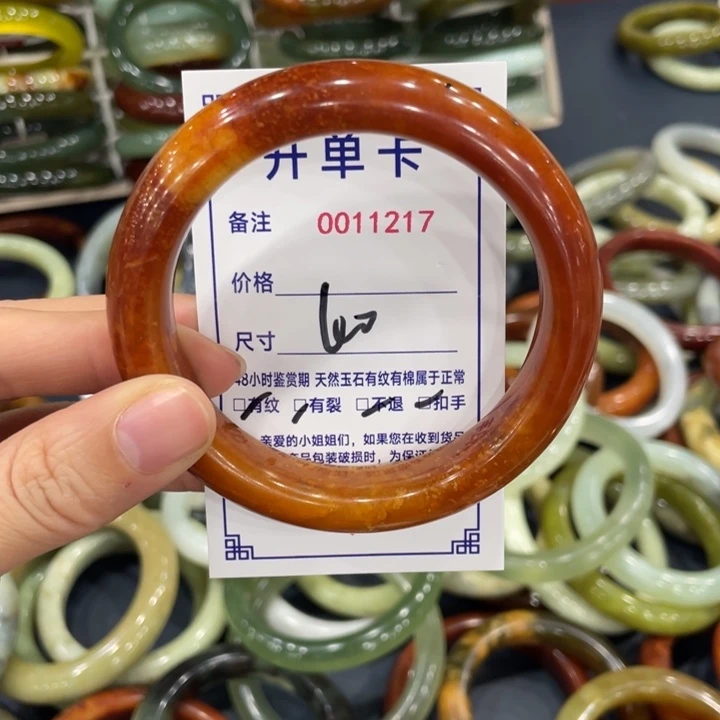 开单卡
备注 0011217
价格
尺寸 60
48小时鉴赏期 天然玉石有纹有棉属于正常
□有纹 □有裂 □不退 □扣手
亲爱的小姐姐们，如果您在收到货品
产品包装破损时，为保证